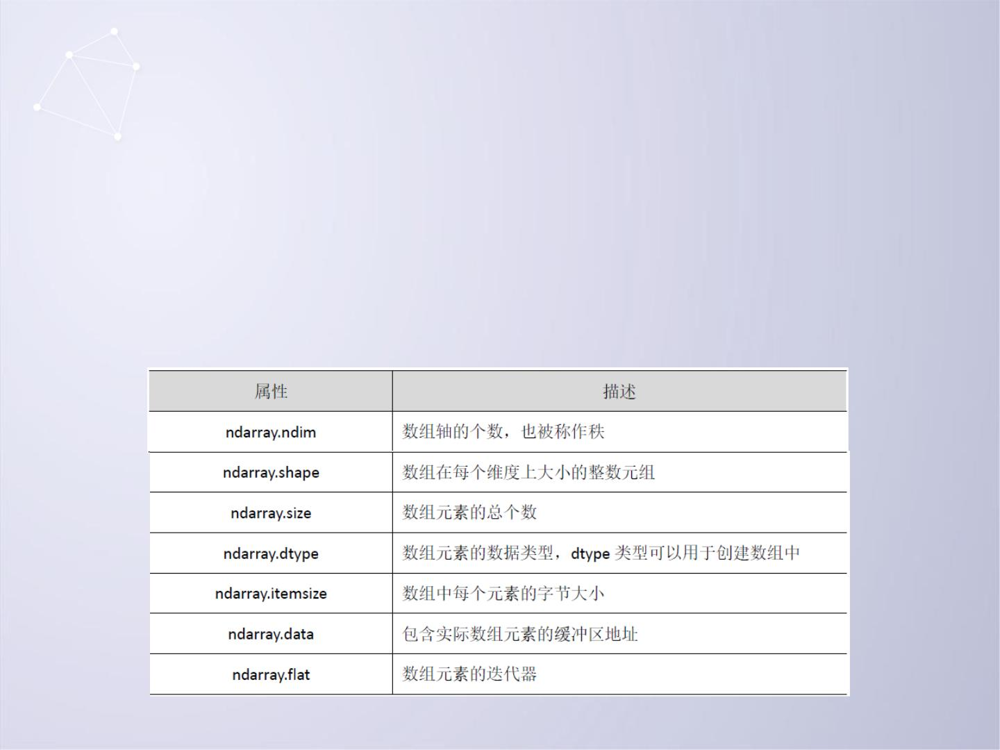 属性 描述
ndarray.ndim 数组轴的个数，也被称作秩
ndarray.shape 数组在每个维度上大小的整数元组
ndarray.size 数组元素的总个数
ndarray.dtype 数组元素的数据类型，dtype 类型可以用于创建数组中
ndarray.itemsize 数组中每个元素的字节大小
ndarray.data 包含实际数组元素的缓冲区地址
ndarray.flat 数组元素的迭代器